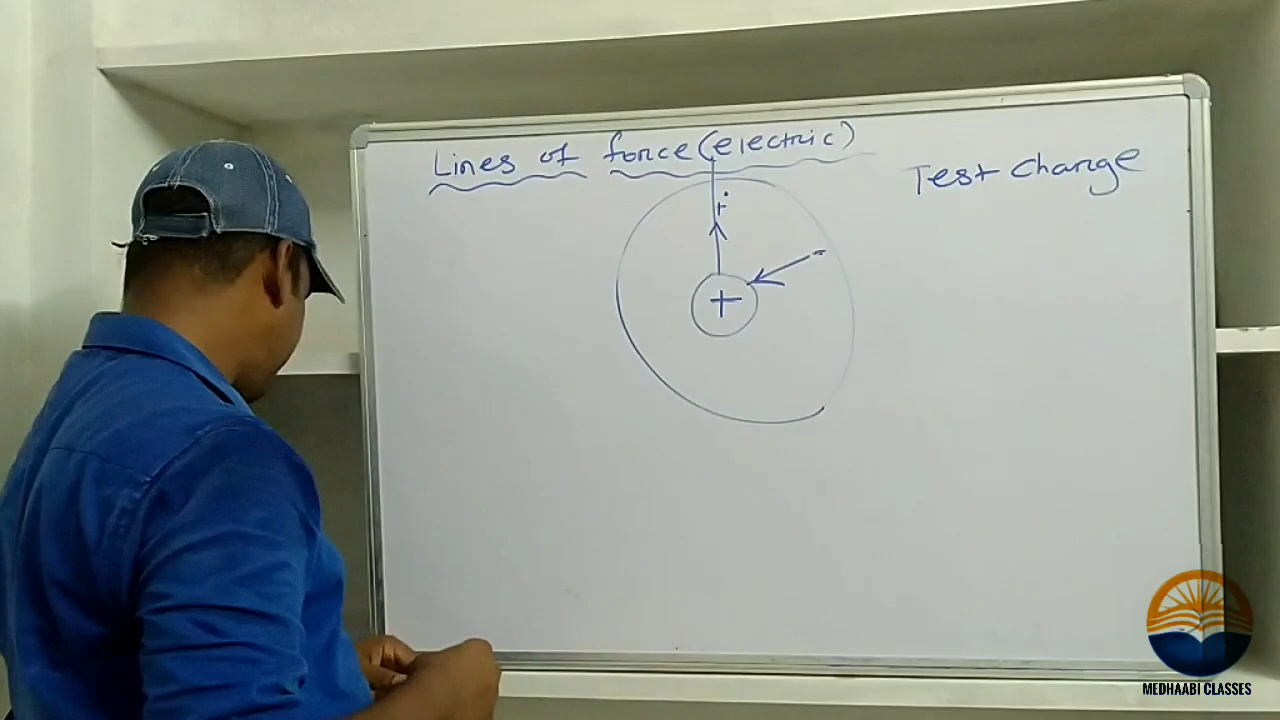 Lines of force (electric)
Test Charge
+
+
-
MEDHAABI CLASSES